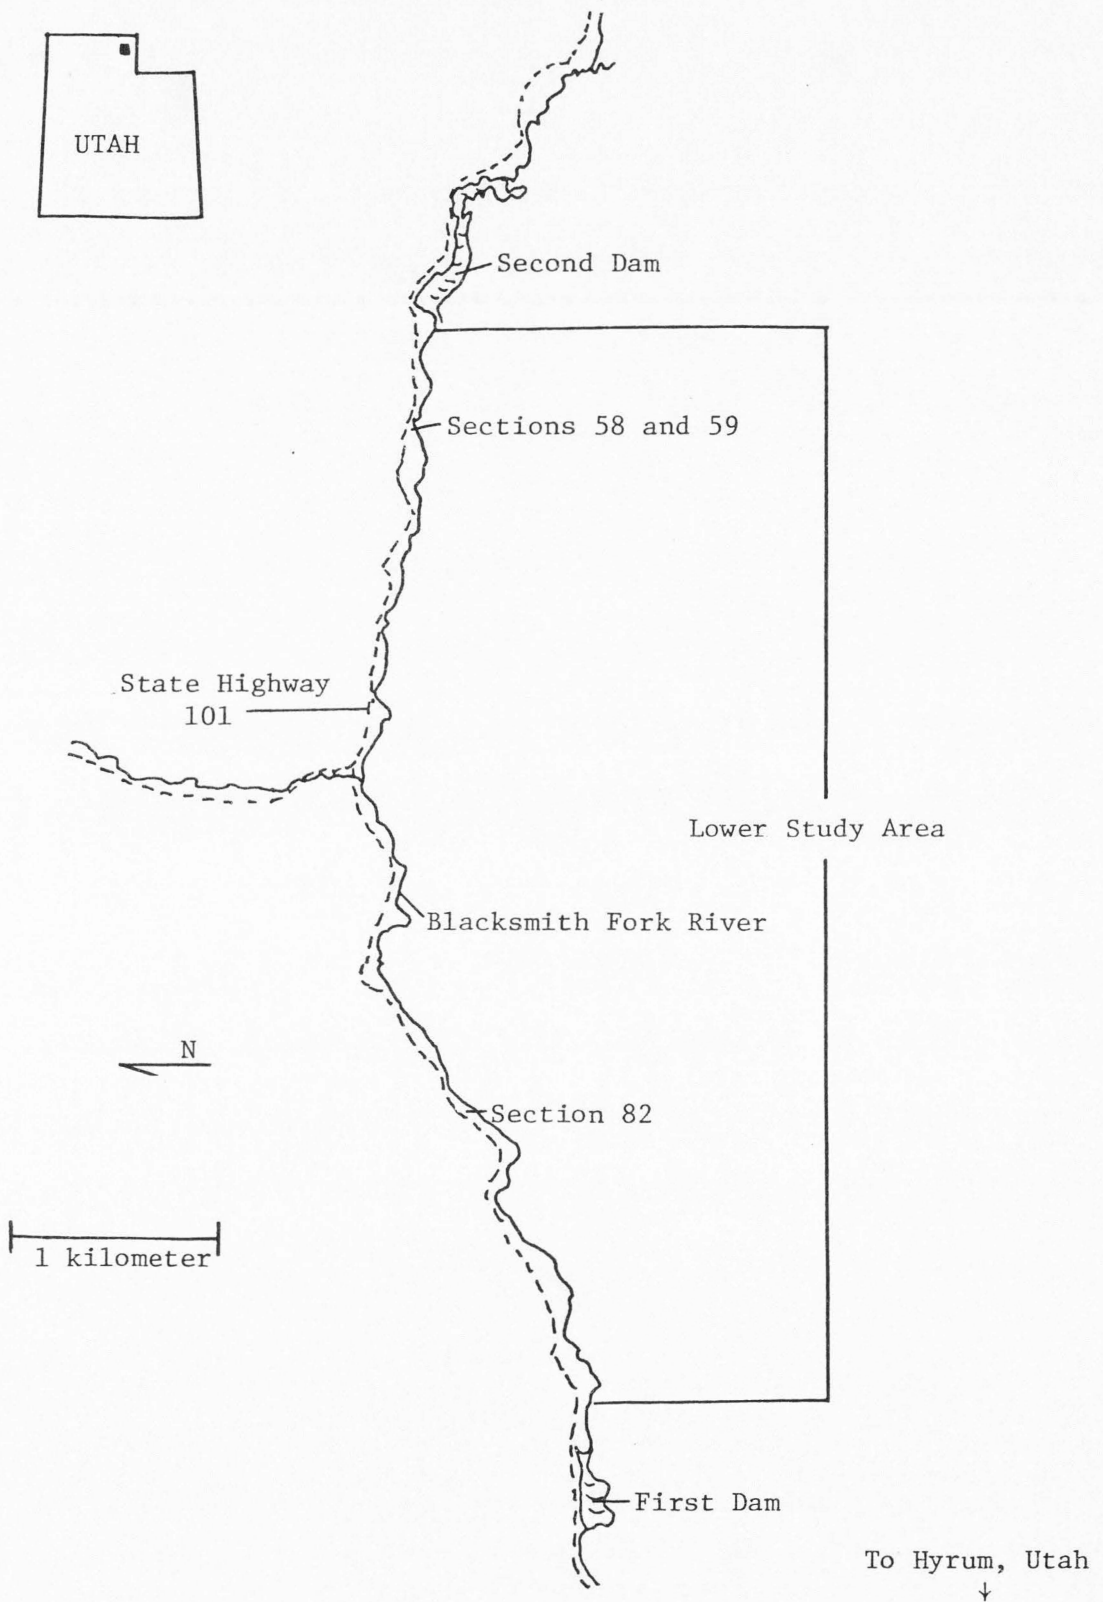 UTAH
Second Dam
Sections 58 and 59
State Highway
101
Lower Study Area
Blacksmith Fork River
N
Section 82
1 kilometer
First Dam
To Hyrum, Utah